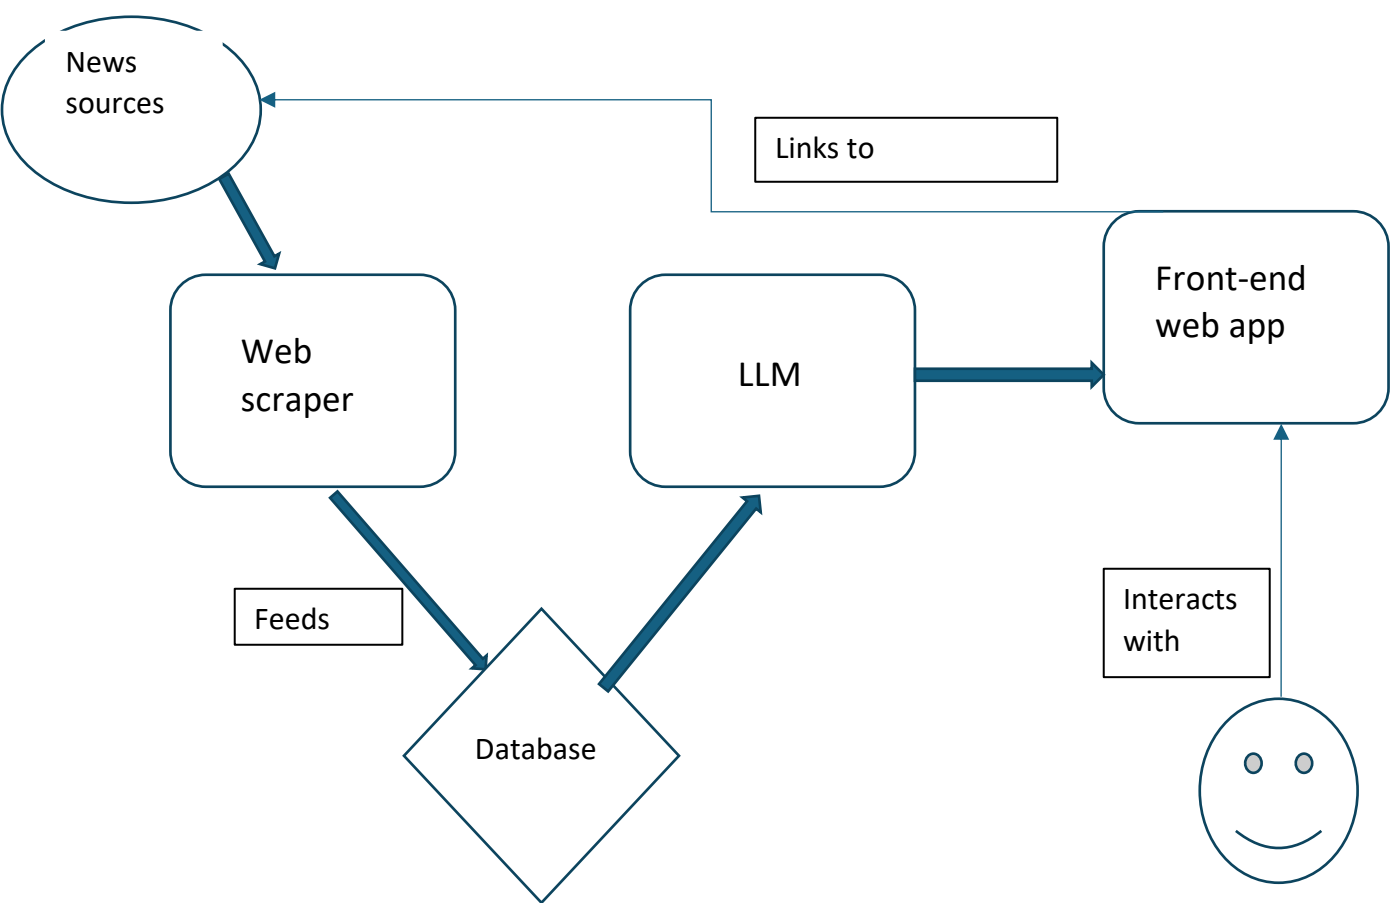 News
sources
Links to
Front-end
web app
Web
scraper
LLM
Feeds
Interacts
with
Database